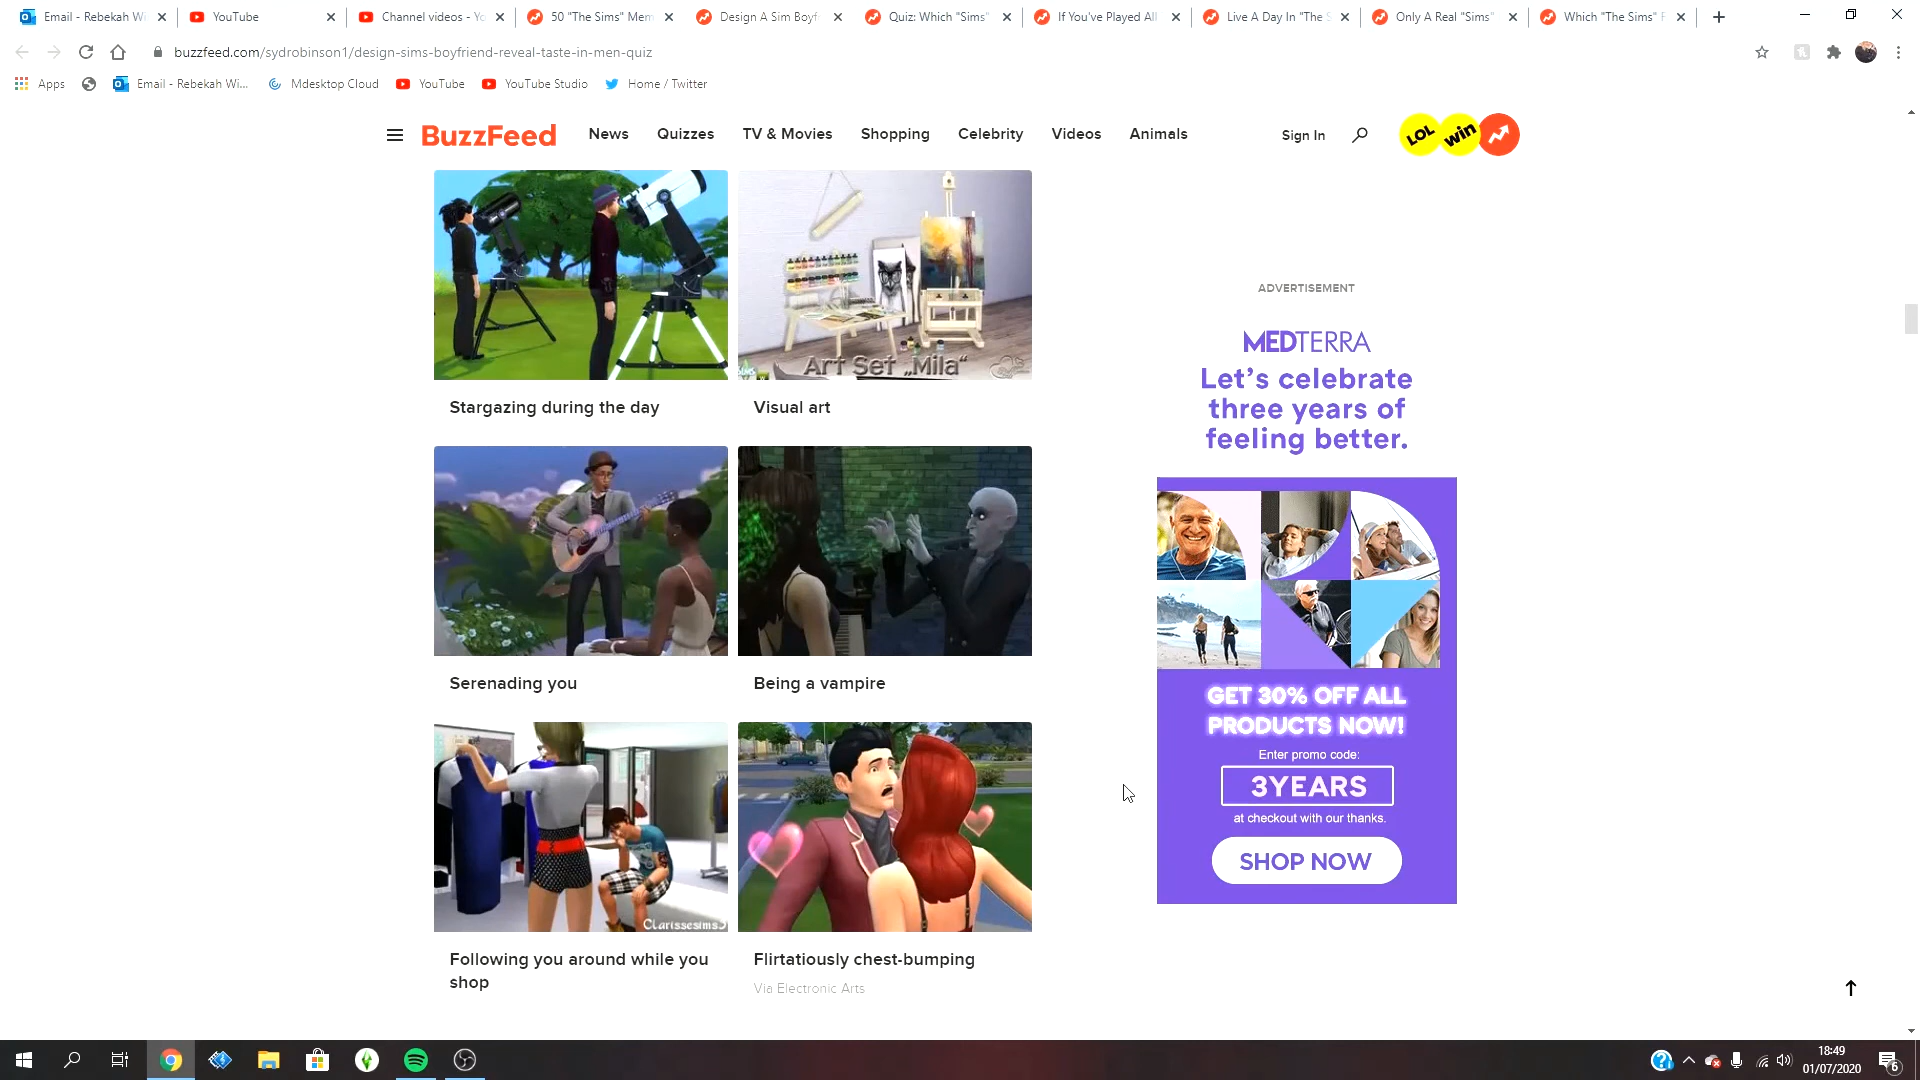 Email - Rebekah Wi
YouTube
Channel videos - Yo
50 "The Sims" Mem
Design A Sim Boyf
Quiz: Which "Sims"
If You've Played All
Live A Day In "The S
Only A Real "Sims"
Which "The Sims" F
buzzfeed.com/sydrobinson1/design-sims-boyfriend-reveal-taste-in-men-quiz
Apps
Email - Rebekah Wi...
Mdesktop Cloud
YouTube
YouTube Studio
Home / Twitter
BuzzFeed
News
Quizzes
TV & Movies
Shopping
Celebrity
Videos
Animals
Sign In
LOL
win
Art Set „Mila“
Stargazing during the day
Visual art
Serenading you
Being a vampire
Clarissesims3
Following you around while you
shop
Flirtatiously chest-bumping
Via Electronic Arts
ADVERTISEMENT
MEDTERRA
Let's celebrate
three years of
feeling better.
GET 30% OFF ALL
PRODUCTS NOW!
Enter promo code:
3YEARS
at checkout with our thanks.
SHOP NOW
18:49
01/07/2020
6